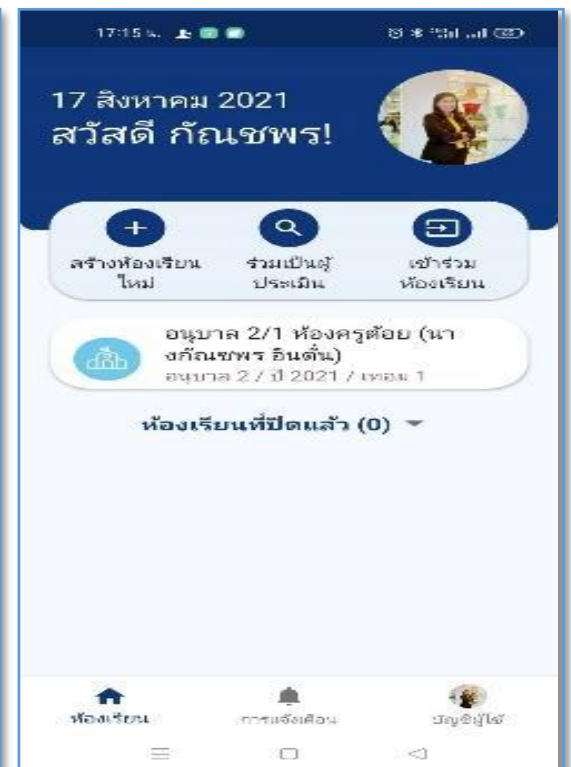 17:15 น.
17 สิงหาคม 2021
สวัสดี กัณชพร!
สร้างห้องเรียน
ใหม่
ร่วมเป็นผู้
ประเมิน
เข้าร่วม
ห้องเรียน
อนุบาล 2/1 ห้องครูต้อย (นา
งกัณชพร อินตั่น)
อนุบาล 2 / ปี 2021 / เทอม 1
ห้องเรียนที่ปิดแล้ว (0)
ห้องเรียน
การแจ้งเตือน
บัญชีผู้ใช้